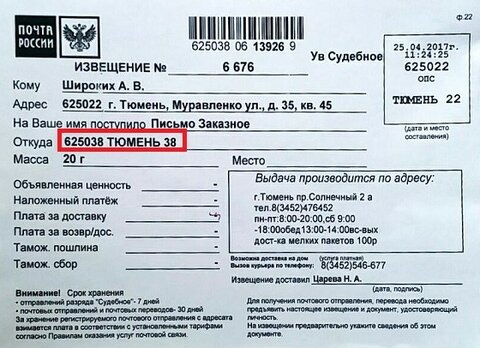 ПОЧТА
РОССИИ
ф.22
625038 06 13926 9
Ув Судебное
ИЗВЕЩЕНИЕ № 6 676
25.04.2017г.
11:24:25
625022
ОПС
ТЮМЕНЬ 22
(дата и место
составления)
Кому Широких А. В.
Адрес 625022 г. Тюмень, Муравленко ул., д. 35, кв. 45
На Ваше имя поступило Письмо Заказное
Откуда 625038 ТЮМЕНЬ 38
Масса 20 г
Объявленная ценность -
Наложенный платёж -
Плата за доставку -
Плата за возвр/дос. -
Тамож. пошлина -
Тамож. сбор -
Выдача производится по адресу:
г.Тюмень пр.Солнечный 2 а
тел.8(3452)476452
пн-пт:8:00-20:00,сб 9:00
-18:00обед13:00-14:00вс
дост-ка мелких пакетов 100р
Возможна доставка на дом (услуга платная)
Вызов курьера по телефону: 8(3452)546-677
Извещение доставил Царева Н. А.
(дата, подпись)
Внимание! Срок хранения
• отправлений разряда "Судебное"- 7 дней
• почтовых отправлений и почтовых переводов- 30 дней
За хранение регистрируемого почтового отправления с адресата
взимается плата в соответствии с установленными тарифами
согласно Правилам оказания услуг почтовой связи.
Для получения почтового отправления, перевода необходимо
предъявить настоящее извещение и документ, удостоверяющий
личность.
На обороте извещения предварительно укажите сведения об этом
документе.